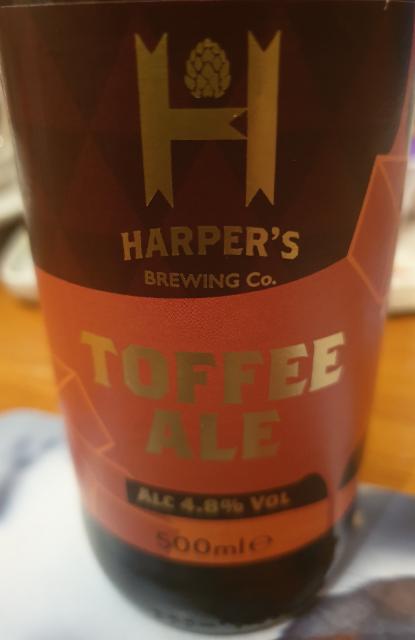 H
HARPER'S
BREWING Co.
TOFFEE
ALE
ALC 4.8% VOL
500ml e